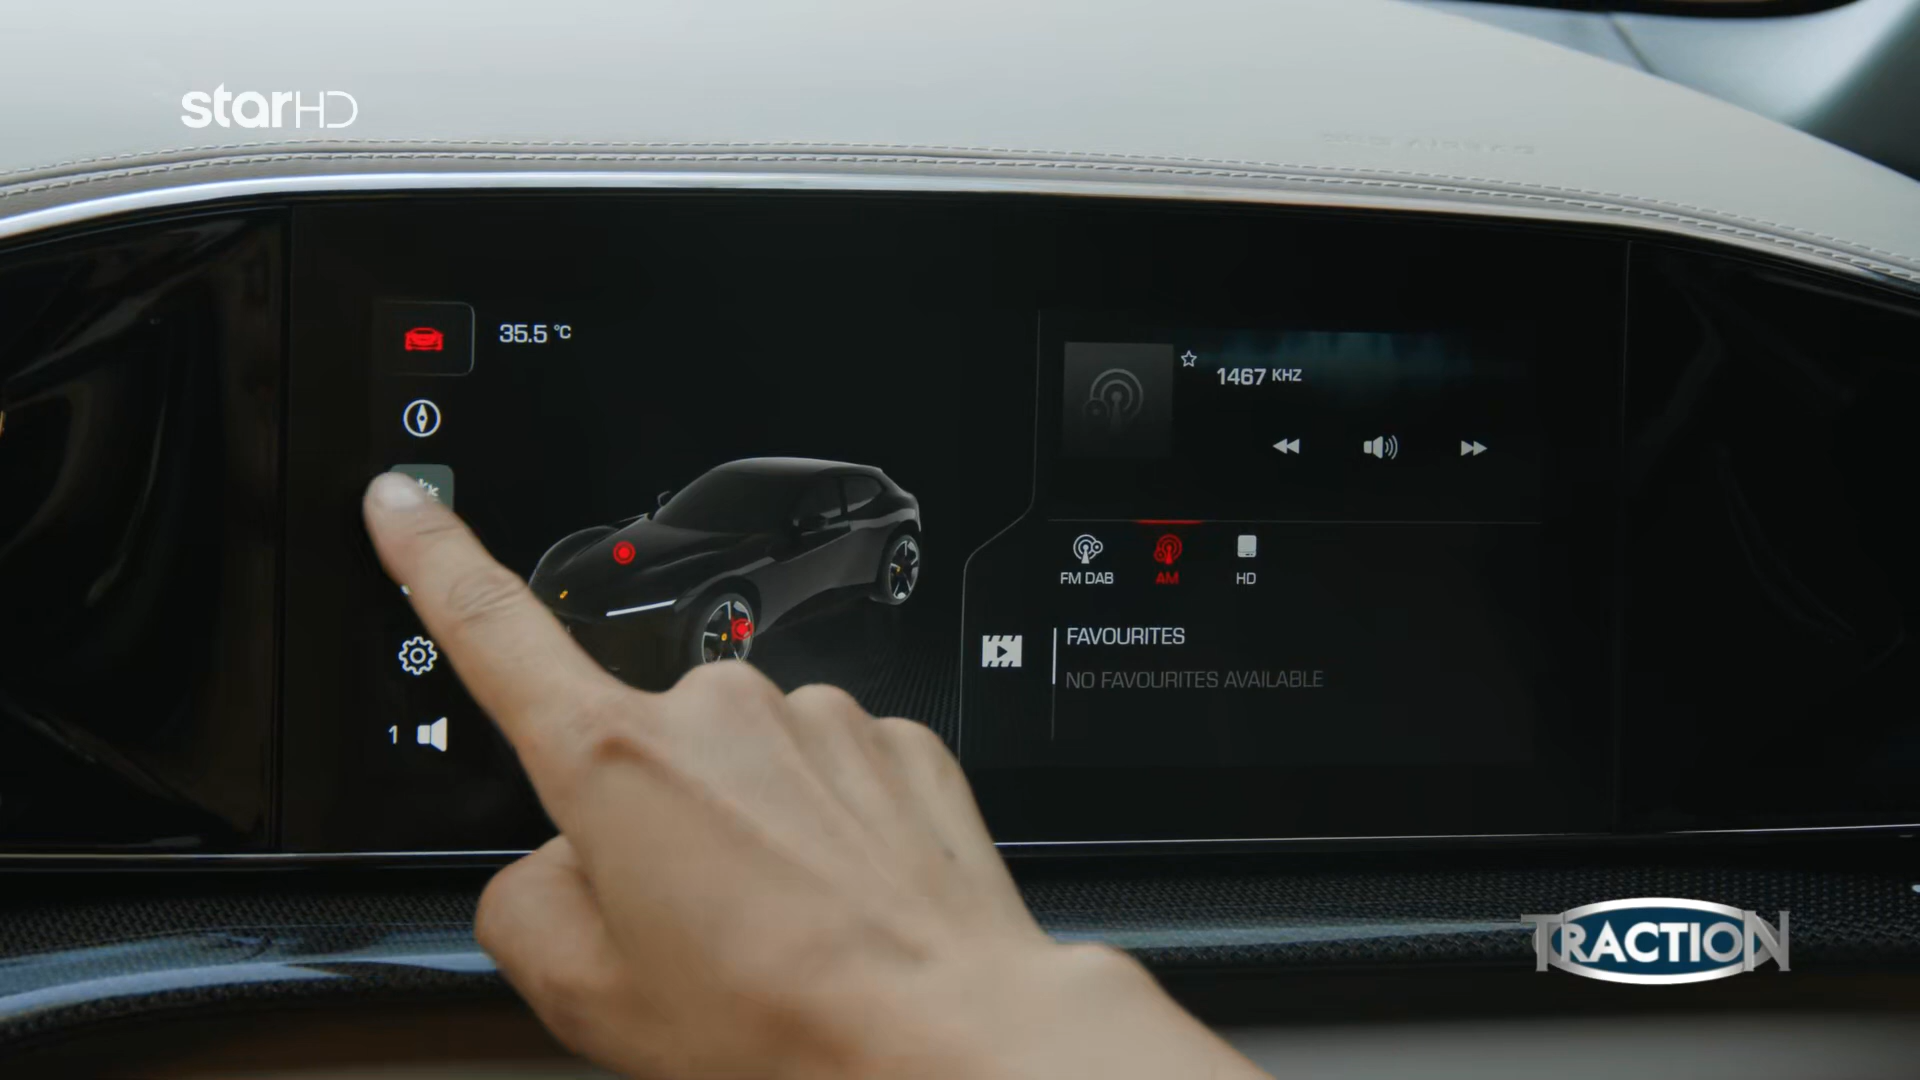 starHD
35.5 °C
1467 KHZ
FM DAB
AM
HD
FAVOURITES
NO FAVOURITES AVAILABLE
1
TRACTION